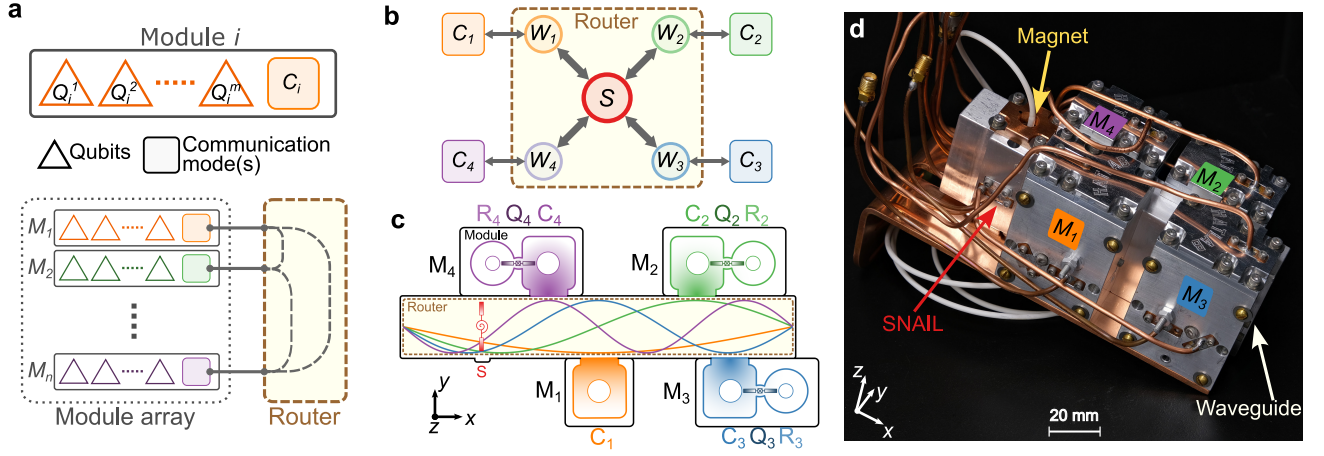 a
Module i
Q_i^1 Q_i^2 Q_i^m C_i
Qubits
Communication
mode(s)
M_1
M_2
M_n
Module array
Router
b
Router
C_1 W_1 W_2 C_2
S
C_4 W_4 W_3 C_3
c
R_4 Q_4 C_4 C_2 Q_2 R_2
Module
M_4 M_2
Router
S
M_1 M_3
y
z x
C_1 C_3 Q_3 R_3
d
Magnet
M_4
M_2
M_1
M_3
SNAIL
Waveguide
z
y
x
20 mm